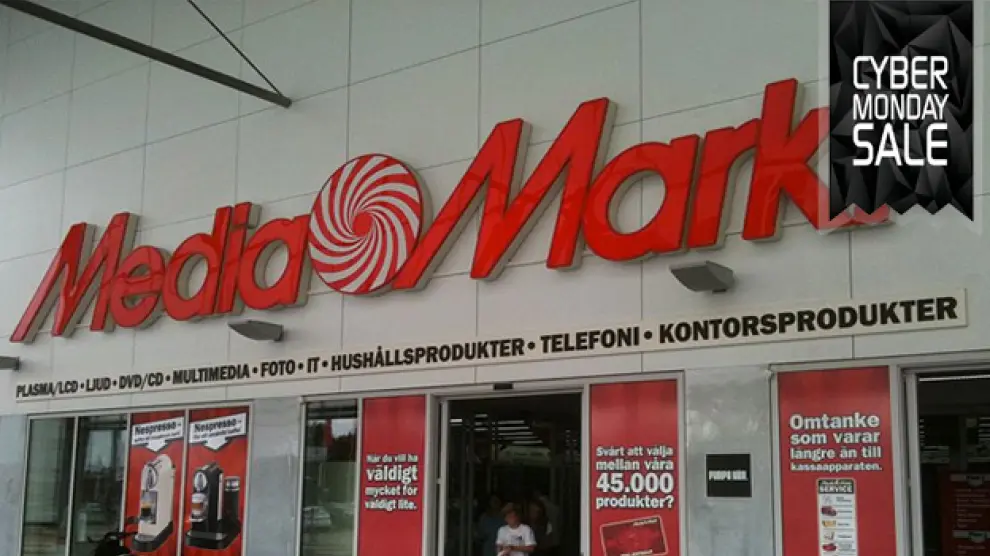 CYBER
MONDAY
SALE
Media Markt
PLASMA/LCD • LJUD • DVD/CD • MULTIMEDIA • FOTO • IT • HUSHÅLLSPRODUKTER • TELEFONI • KONTORSPRODUKTER
Nespresso
Nespresso
När du vill ha
väldigt
mycket för
väldigt lite.
Svårt att välja
mellan våra
45.000
produkter?
Omtanke
som varar
längre än till
kassaapparaten.
SERVICE